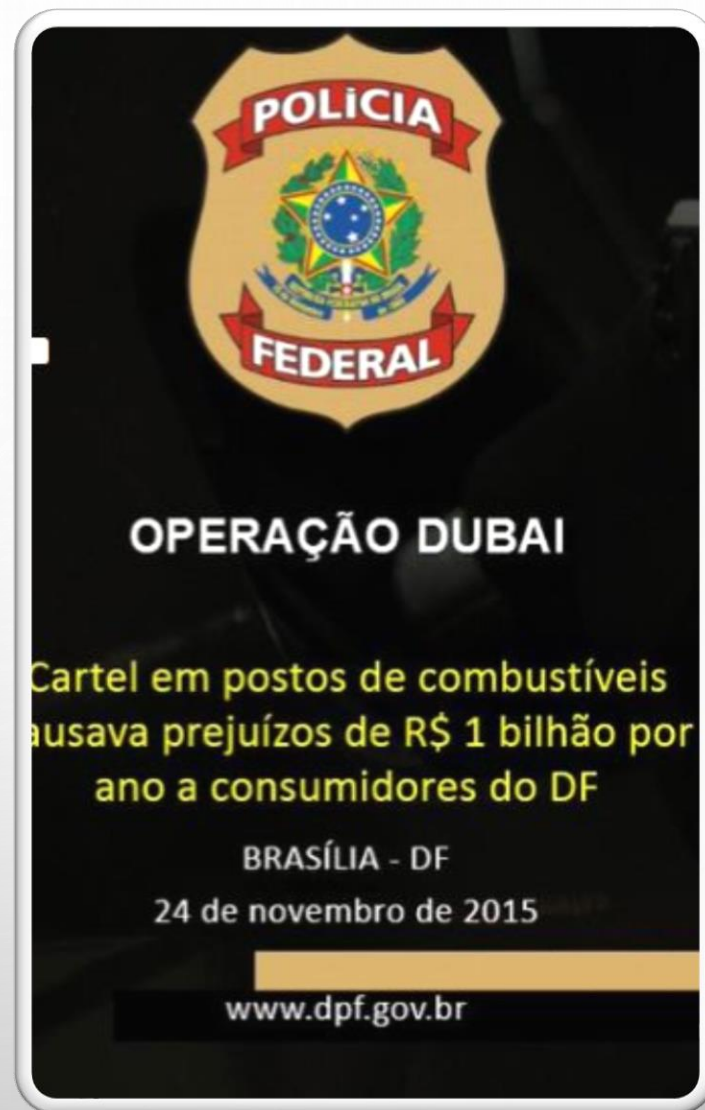 POLíCIA
FEDERAL
OPERAÇÃO DUBAI
Cartel em postos de combustíveis
ausava prejuízos de R$ 1 bilhão por
ano a consumidores do DF
BRASÍLIA - DF
24 de novembro de 2015
www.dpf.gov.br